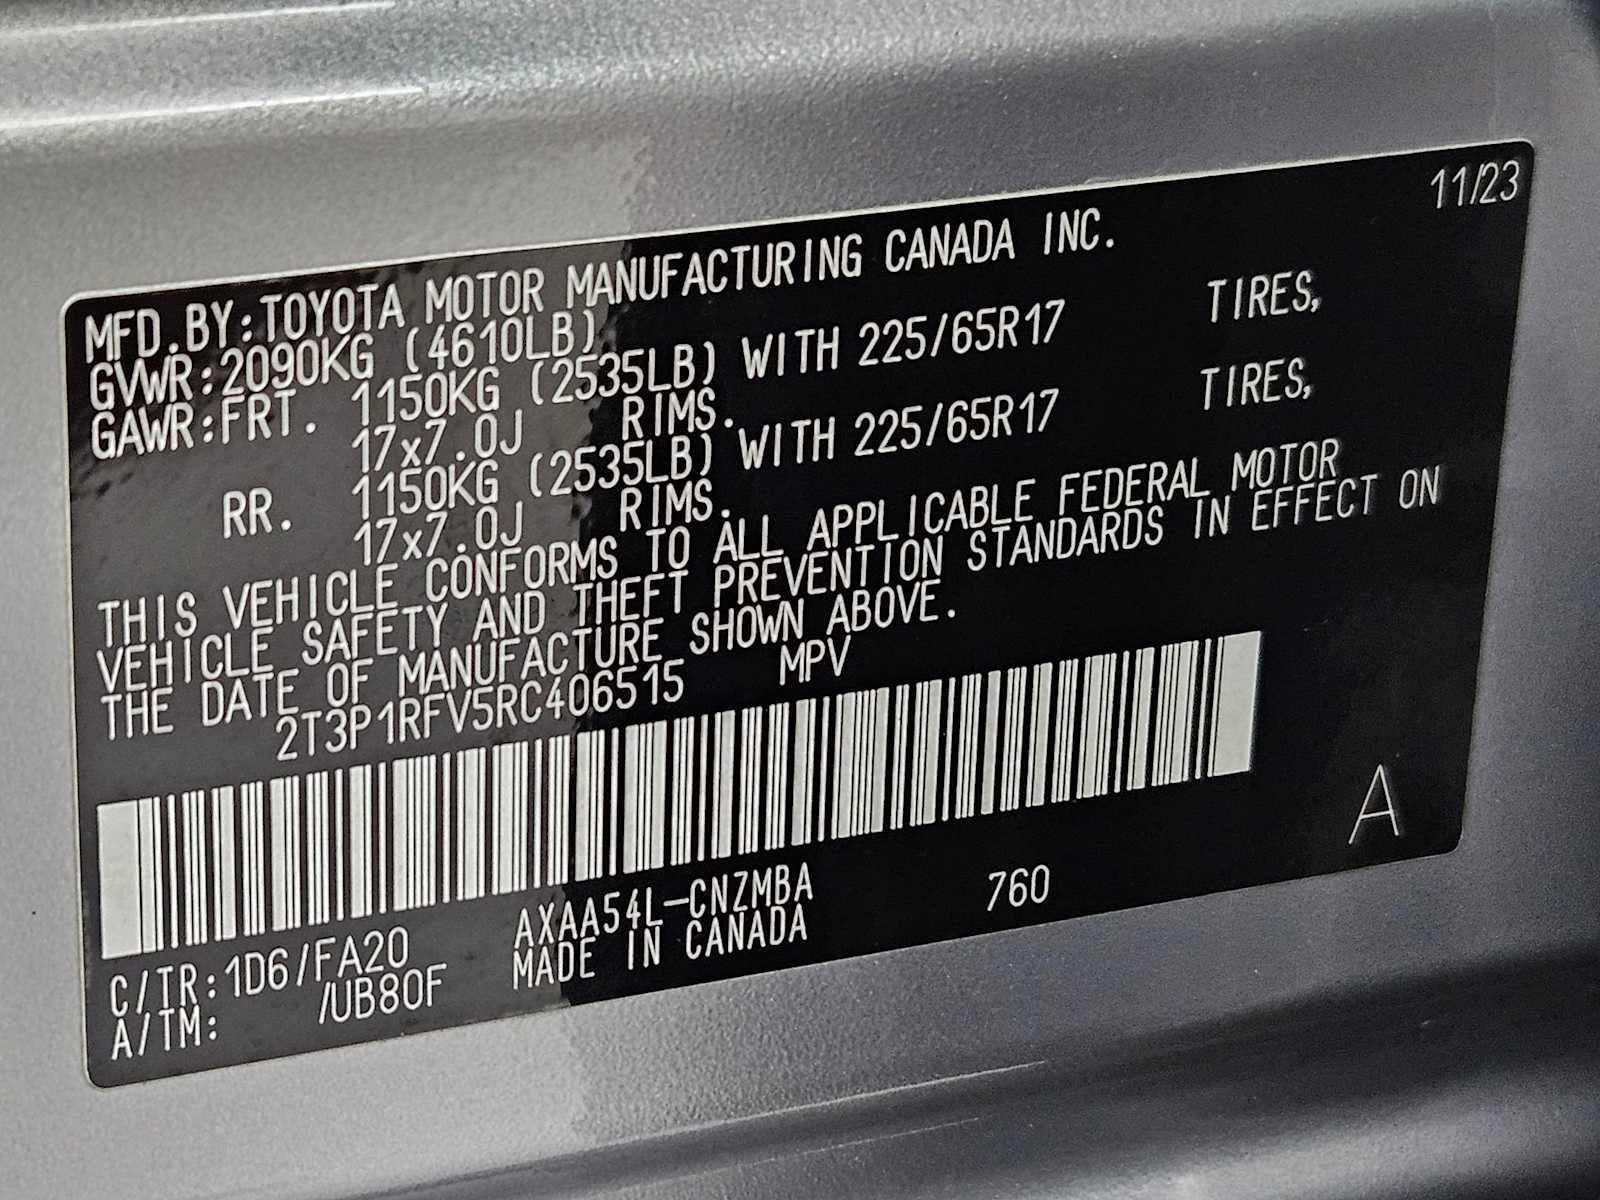 11/23
MFD.BY:TOYOTA MOTOR MANUFACTURING CANADA INC.
GVWR:2090KG (4610LB)
GAWR:FRT. 1150KG (2535LB) WITH 225/65R17 TIRES,
17x7.0J RIMS.
RR. 1150KG (2535LB) WITH 225/65R17 TIRES,
17x7.0J RIMS.
THIS VEHICLE CONFORMS TO ALL APPLICABLE FEDERAL MOTOR
VEHICLE SAFETY AND THEFT PREVENTION STANDARDS IN EFFECT ON
THE DATE OF MANUFACTURE SHOWN ABOVE.
2T3P1RFV5RC406515 MPV
A
C/TR:1D6/FA20 AXAA54L-CNZMBA 760
A/TM: /UB80F MADE IN CANADA